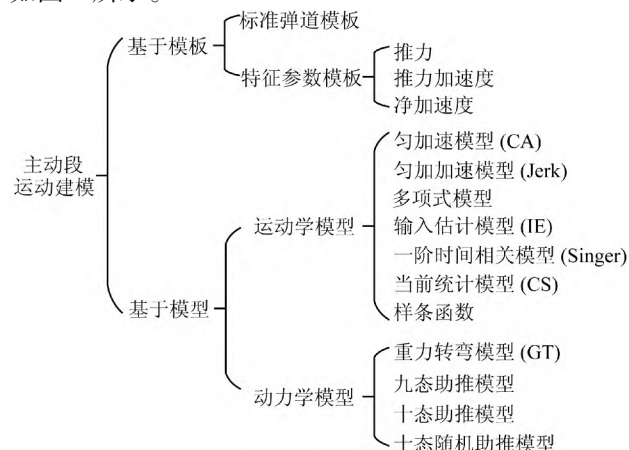 标准弹道模板
基于模板
特征参数模板
推力
推力加速度
净加速度
主动段
运动建模
匀加速模型 (CA)
匀加加速模型 (Jerk)
多项式模型
运动学模型
输入估计模型 (IE)
一阶时间相关模型 (Singer)
当前统计模型 (CS)
样条函数
基于模型
重力转弯模型 (GT)
九态助推模型
动力学模型
十态助推模型
十态随机助推模型